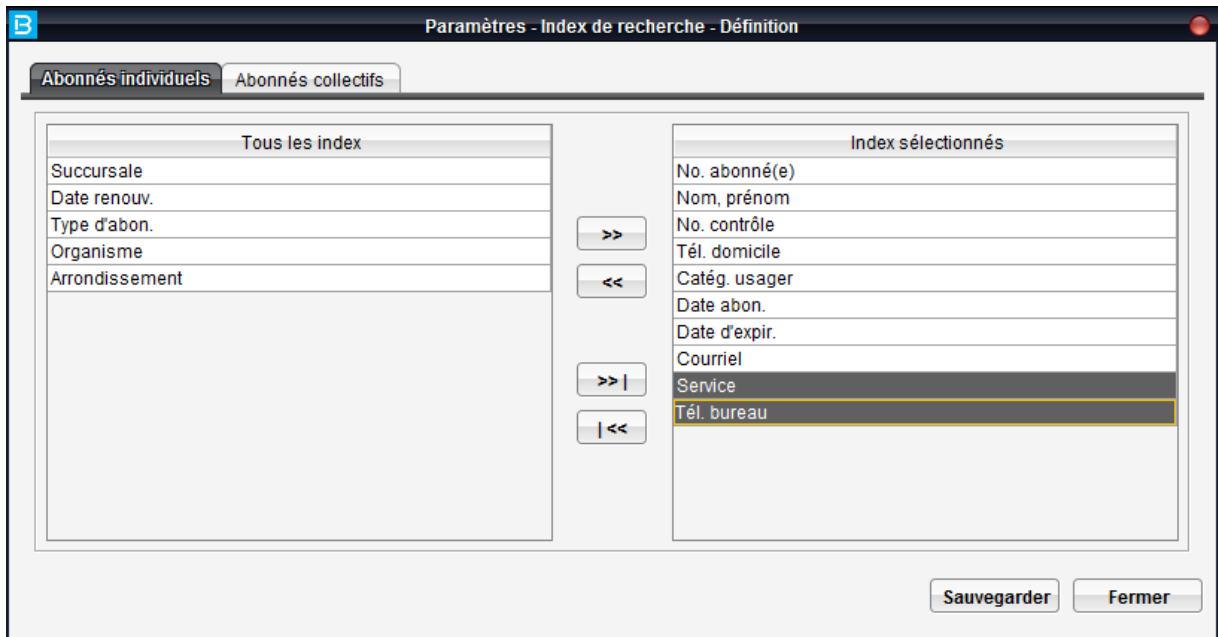 B
Paramètres - Index de recherche - Définition
Abonnés individuels
Abonnés collectifs
Tous les index
Succursale
Date renouv.
Type d'abon.
Organisme
Arrondissement
>>
<<
>>|
|<<
Index sélectionnés
No. abonné(e)
Nom, prénom
No. contrôle
Tél. domicile
Catég. usager
Date abon.
Date d'expir.
Courriel
Service
Tél. bureau
Sauvegarder
Fermer